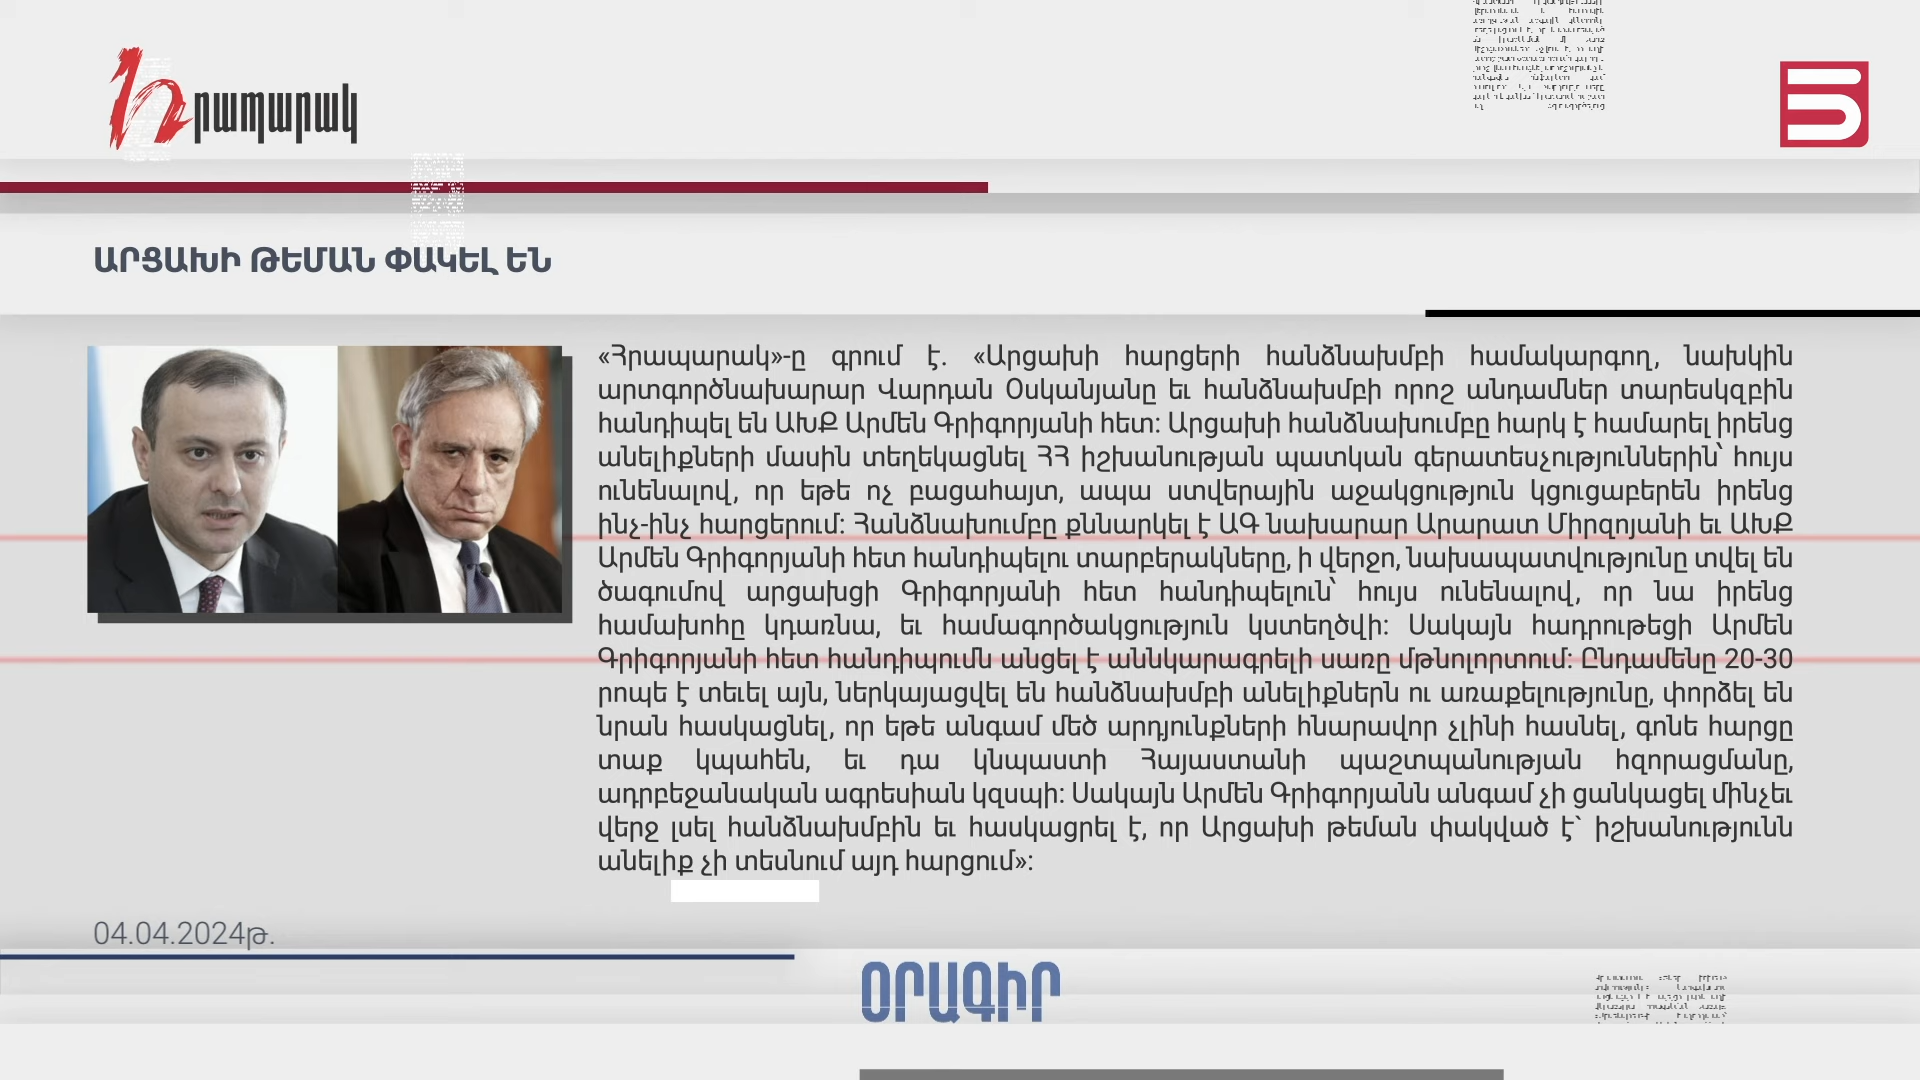 Հրապարակ
ԱՐՑԱԽԻ ԹԵՄԱՆ ՓԱԿԵԼ ԵՆ
«Հրապարակ»-ը գրում է. «Արցախի հարցերի հանձնախմբի համակարգող, նախկին
արտգործնախարար Վարդան Օսկանյանը եւ հանձնախմբի որոշ անդամներ տարեսկզբին
հանդիպել են ԱԽՔ Արմեն Գրիգորյանի հետ: Արցախի հանձնախումբը հարկ է համարել իրենց
անելիքների մասին տեղեկացնել ՀՀ իշխանության պատկան գերատեսչություններին՝ հույս
ունենալով, որ եթե ոչ բացահայտ, ապա ստվերային աջակցություն կցուցաբերեն իրենց
ինչ-ինչ հարցերում: Հանձնախումբը քննարկել է ԱԳ նախարար Արարատ Միրզոյանի եւ ԱԽՔ
Արմեն Գրիգորյանի հետ հանդիպելու տարբերակները, ի վերջո, նախապատվությունը տվել են
ծագումով արցախցի Գրիգորյանի հետ հանդիպելուն՝ հույս ունենալով, որ նա իրենց
համախոհը կդառնա, եւ համագործակցություն կստեղծվի: Սակայն հադրութեցի Արմեն
Գրիգորյանի հետ հանդիպումն անցել է աննկարագրելի սառը մթնոլորտում: Ընդամենը 20-30
րոպե է տեւել այն, ներկայացվել են հանձնախմբի անելիքներն ու առաքելությունը, փորձել են
նրան հասկացնել, որ եթե անգամ մեծ արդյունքների հնարավոր չլինի հասնել, գոնե հարցը
տաք կպահեն, եւ դա կնպաստի Հայաստանի պաշտպանության հզորացմանը,
ադրբեջանական ագրեսիան կզսպի: Սակայն Արմեն Գրիգորյանն անգամ չի ցանկացել մինչեւ
վերջ լսել հանձնախմբին եւ հասկացրել է, որ Արցախի թեման փակված է` իշխանությունն
անելիք չի տեսնում այդ հարցում»:
04.04.2024թ.
ՕՐԱԳԻՐ